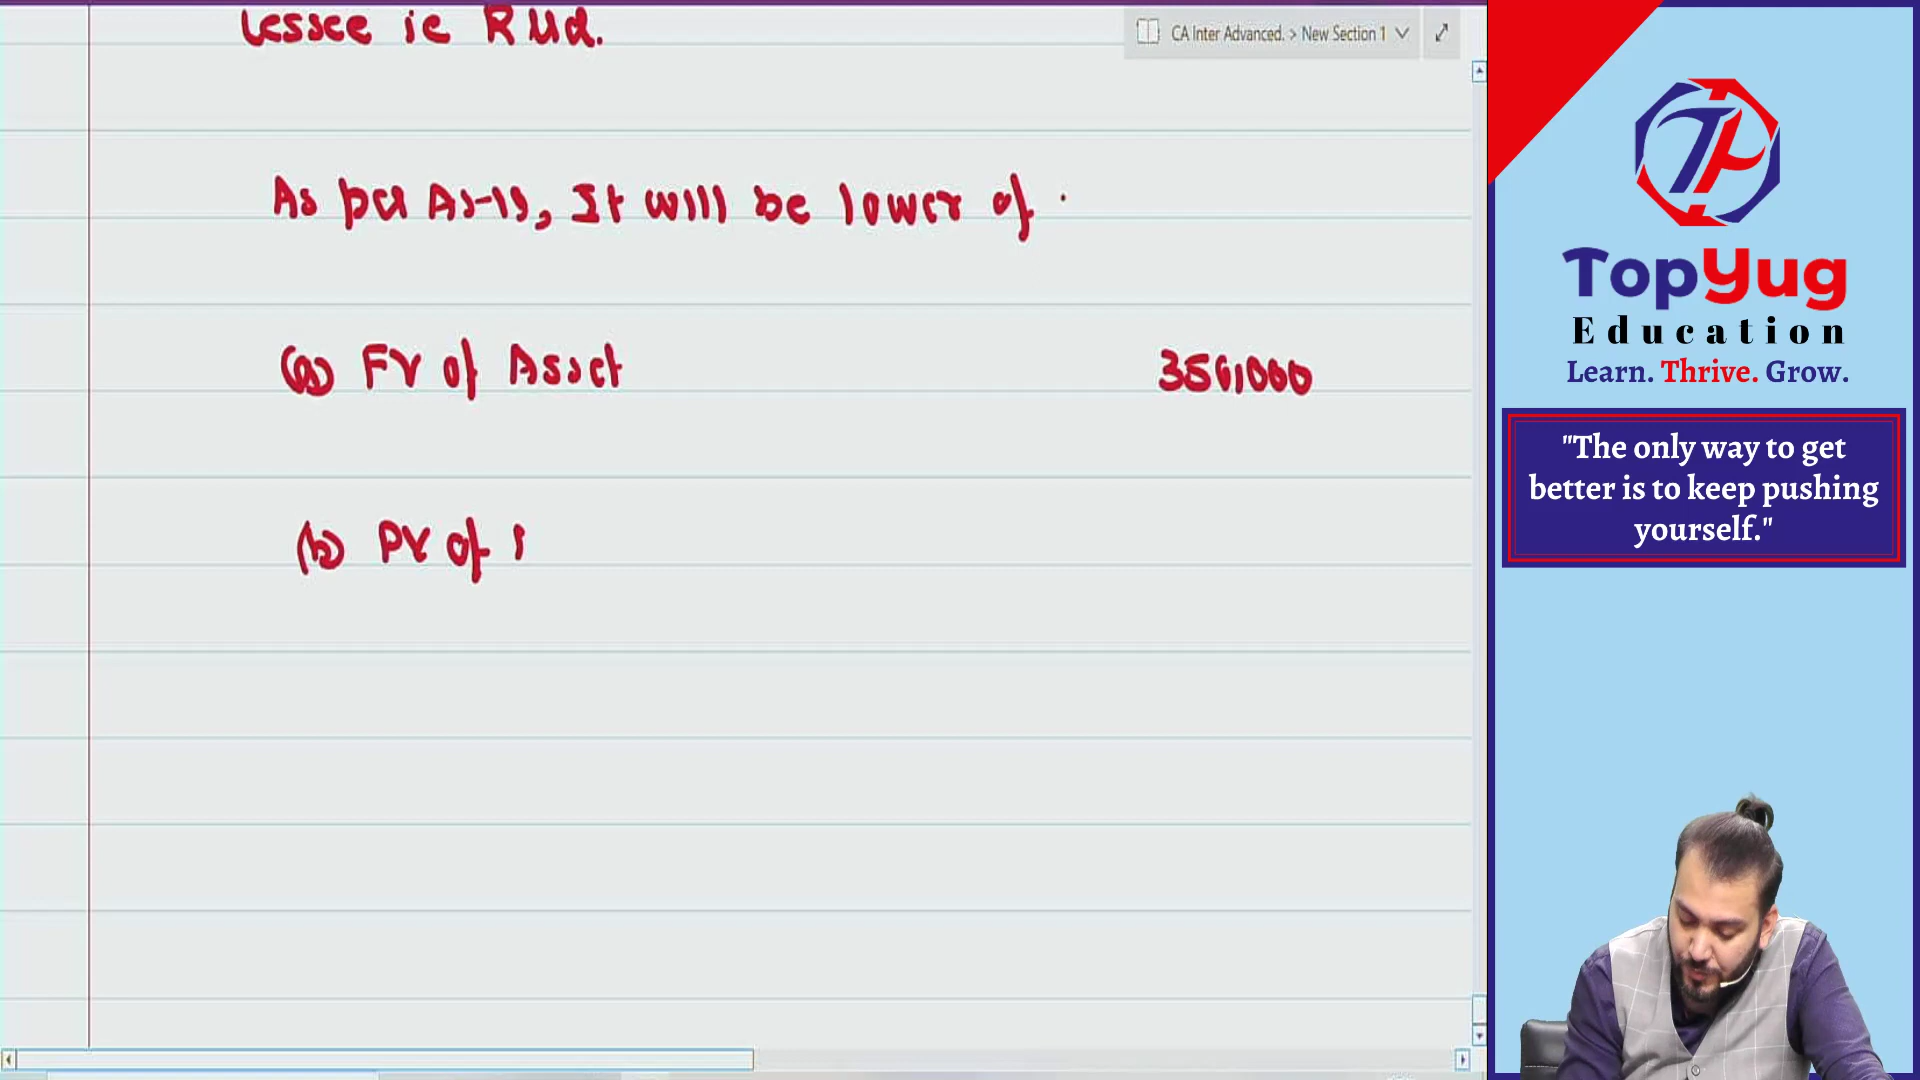 Lessee ie RUd.
CA Inter Advanced. > New Section 1
As per AS-19, It will be lower of
(a) FV of Asset 350,000
(b) PV of
TopYug
Education
Learn. Thrive. Grow.
"The only way to get
better is to keep pushing
yourself."